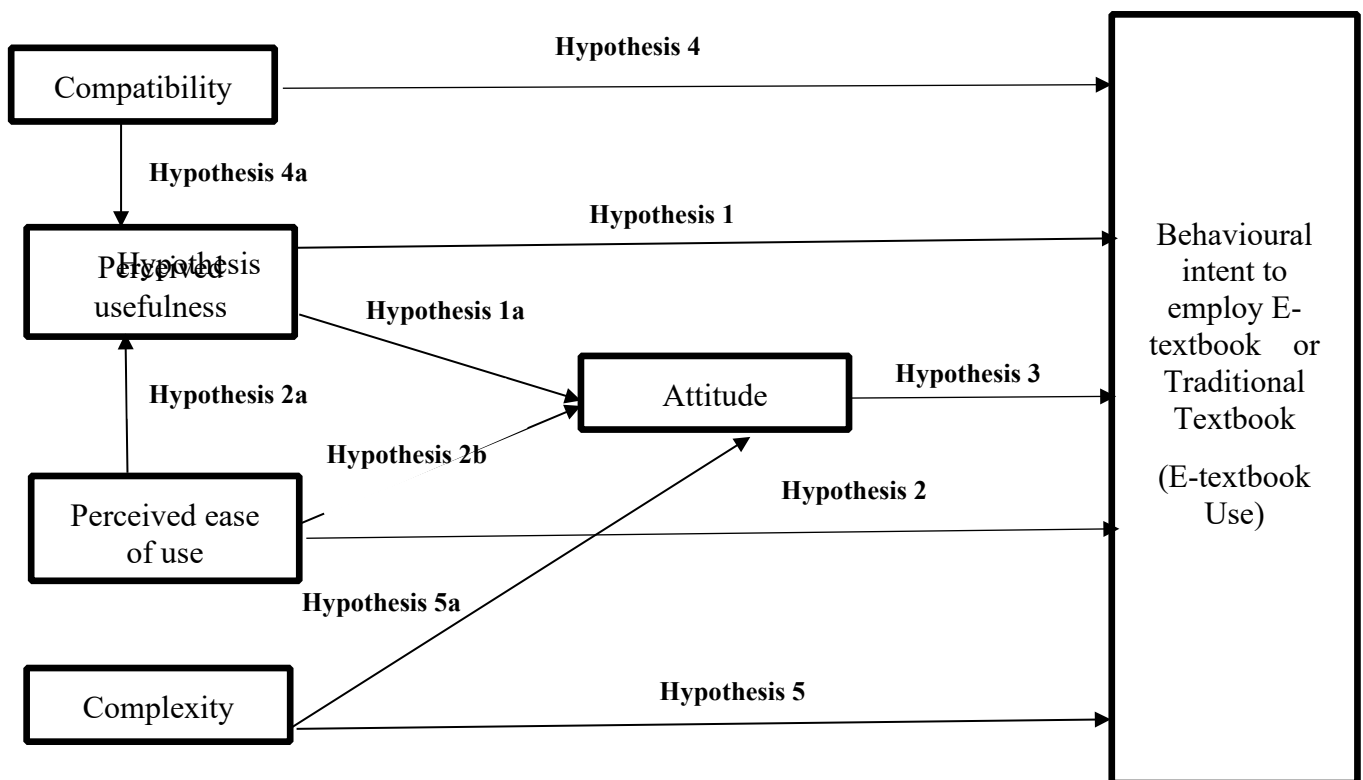 Hypothesis 4
Compatibility
Hypothesis 4a
Hypothesis 1
Hypothesis
Perceived
usefulness
Hypothesis 1a
Hypothesis 2a
Attitude
Hypothesis 3
Hypothesis 2b
Hypothesis 2
Perceived ease
of use
Hypothesis 5a
Complexity
Hypothesis 5
Behavioural
intent to
employ E-
textbook or
Traditional
Textbook
(E-textbook
Use)